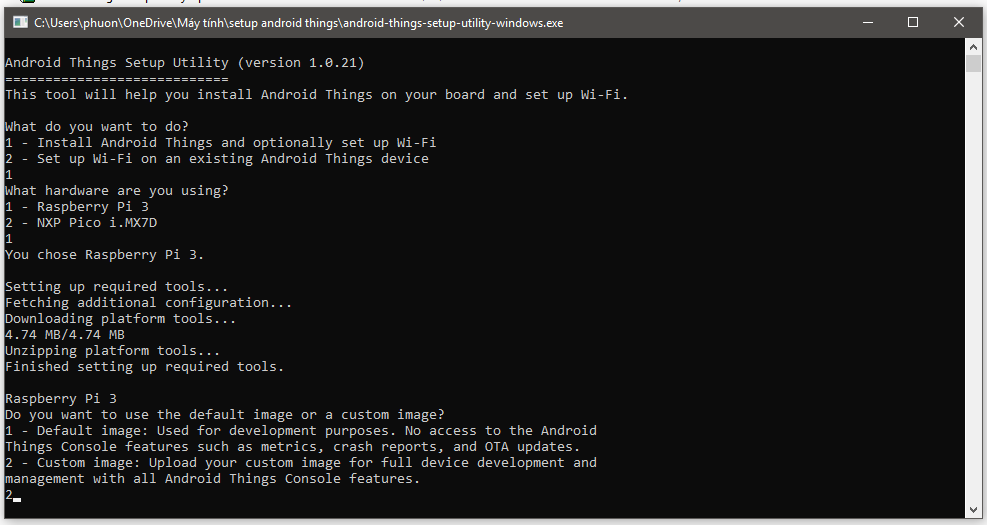 C:\Users\phuon\OneDrive\Máy tính\setup android things\android-things-setup-utility-windows.exe
Android Things Setup Utility (version 1.0.21)
============================
This tool will help you install Android Things on your board and set up Wi-Fi.
What do you want to do?
1 - Install Android Things and optionally set up Wi-Fi
2 - Set up Wi-Fi on an existing Android Things device
1
What hardware are you using?
1 - Raspberry Pi 3
2 - NXP Pico i.MX7D
1
You chose Raspberry Pi 3.
Setting up required tools...
Fetching additional configuration...
Downloading platform tools...
4.74 MB/4.74 MB
Unzipping platform tools...
Finished setting up required tools.
Raspberry Pi 3
Do you want to use the default image or a custom image?
1 - Default image: Used for development purposes. No access to the Android
Things Console features such as metrics, crash reports, and OTA updates.
2 - Custom image: Upload your custom image for full device development and
management with all Android Things Console features.
2